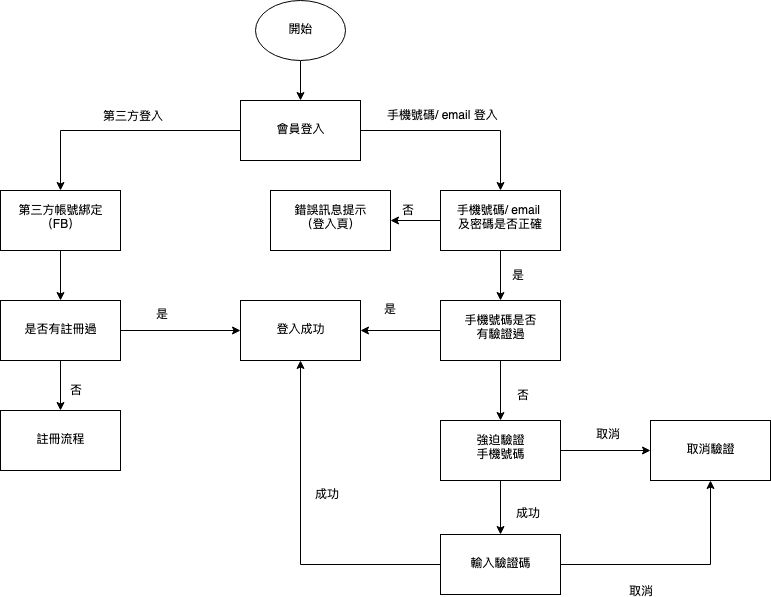 開始
第三方登入
手機號碼/ email 登入
會員登入
第三方帳號綁定
(FB)
錯誤訊息提示
(登入頁)
否
手機號碼/ email
及密碼是否正確
是
是否有註冊過
是
登入成功
是
手機號碼是否
有驗證過
否
否
註冊流程
強迫驗證
手機號碼
取消
取消驗證
成功
成功
輸入驗證碼
取消